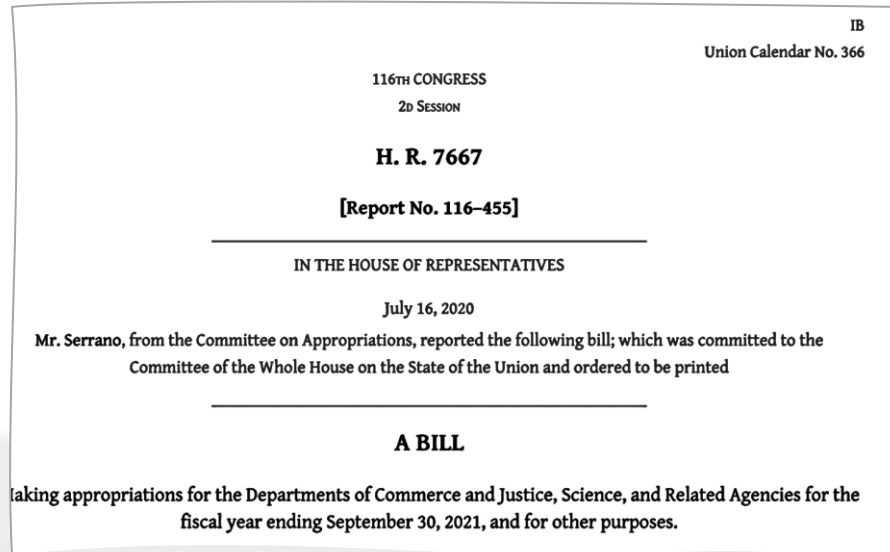 IB
Union Calendar No. 366
116TH CONGRESS
2D SESSION
H. R. 7667
[Report No. 116–455]
IN THE HOUSE OF REPRESENTATIVES
July 16, 2020
Mr. Serrano, from the Committee on Appropriations, reported the following bill; which was committed to the
Committee of the Whole House on the State of the Union and ordered to be printed
A BILL
aking appropriations for the Departments of Commerce and Justice, Science, and Related Agencies for the
fiscal year ending September 30, 2021, and for other purposes.